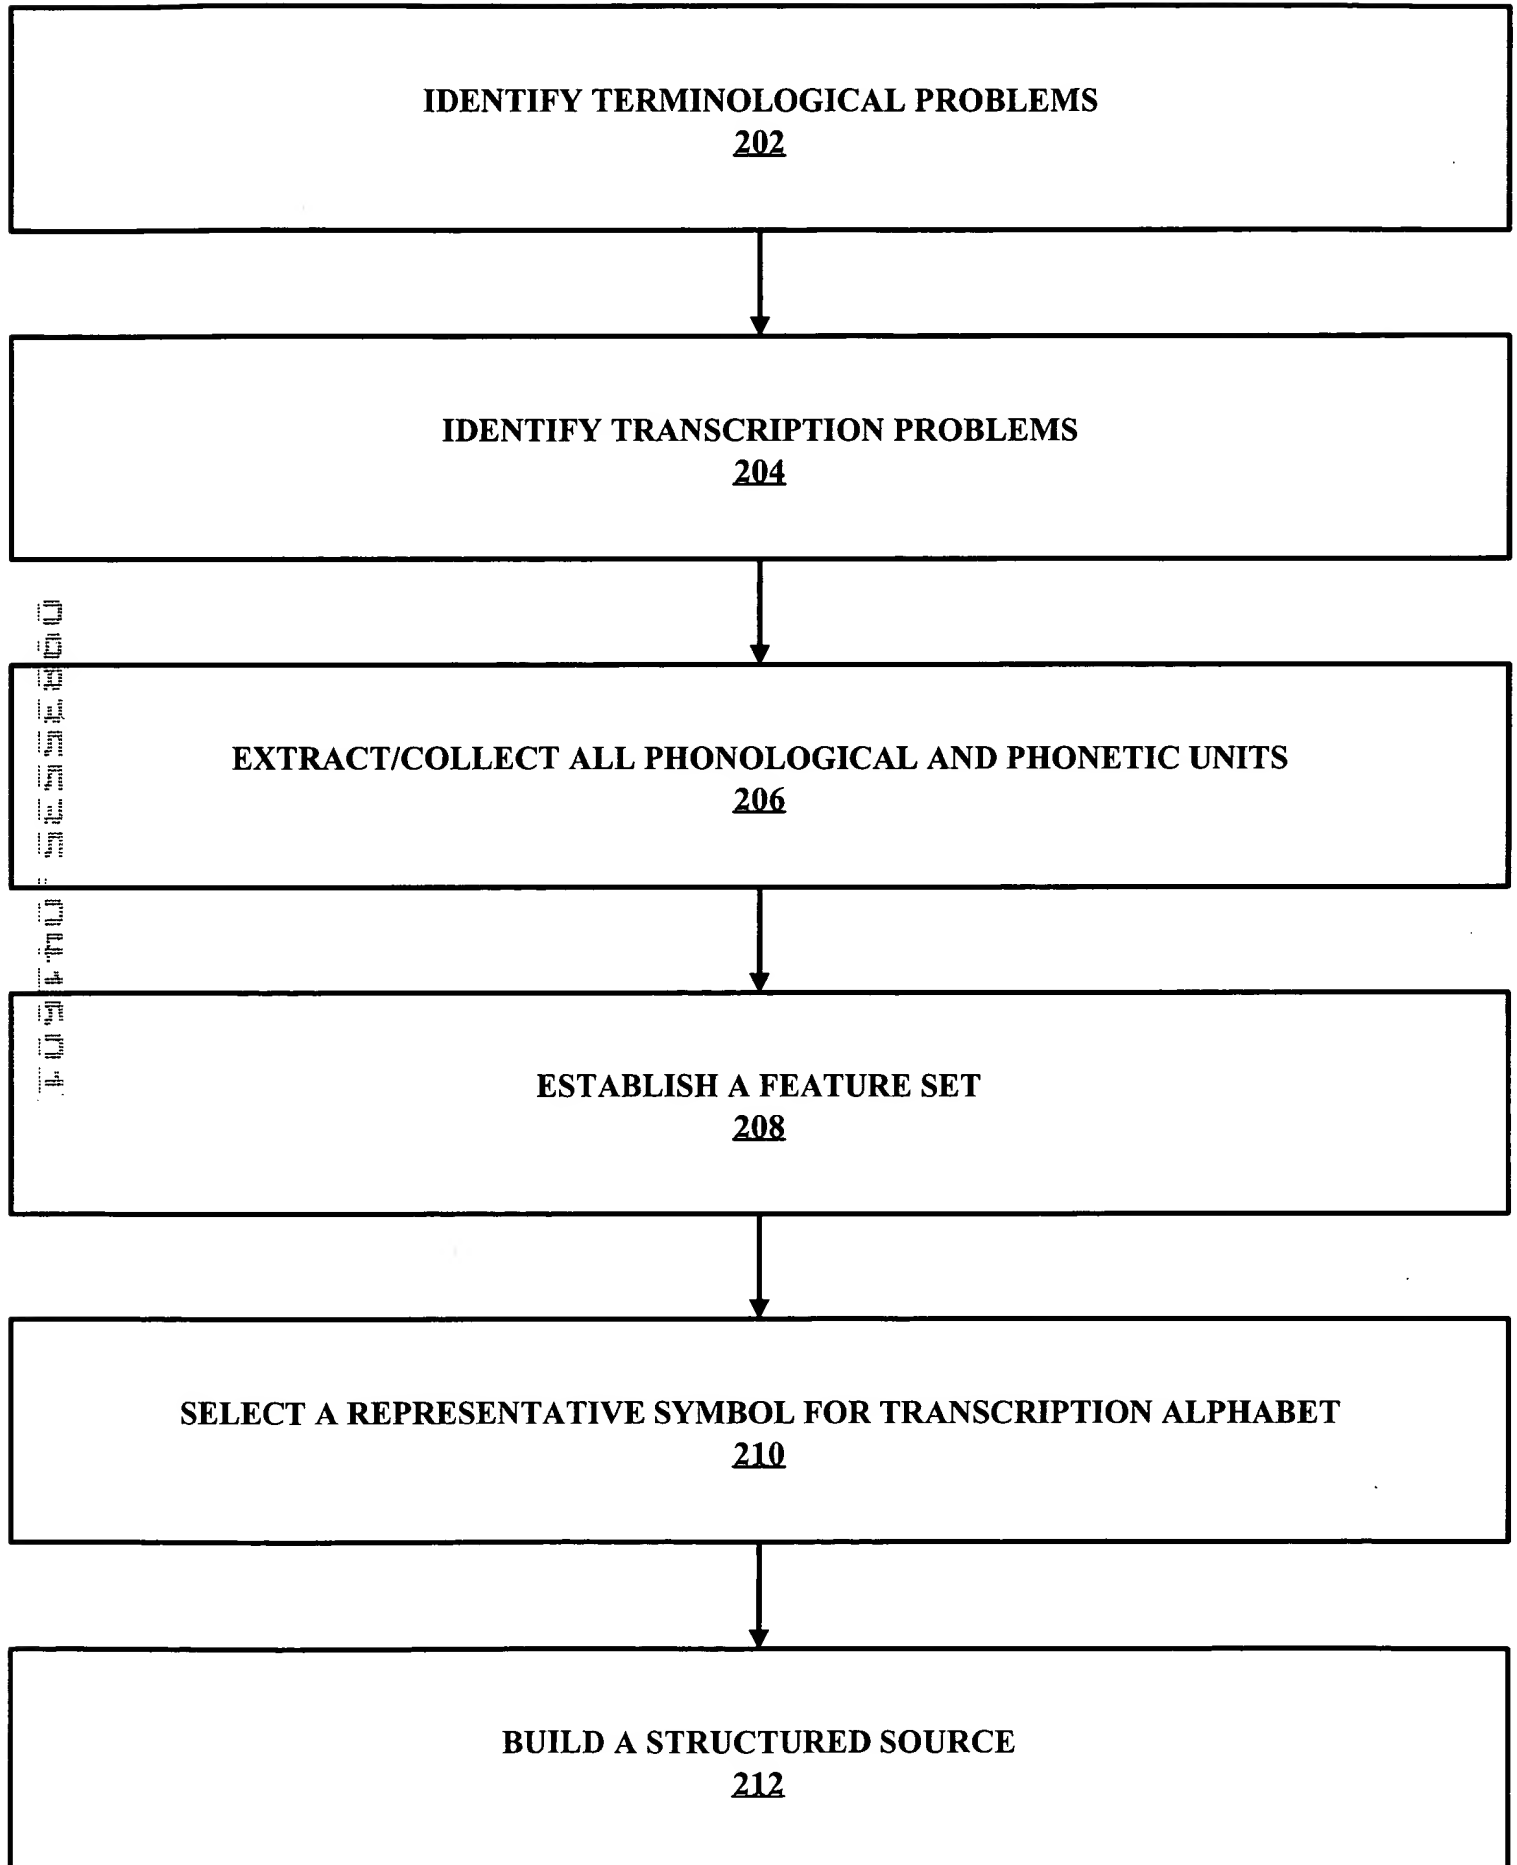 IDENTIFY TERMINOLOGICAL PROBLEMS
202
IDENTIFY TRANSCRIPTION PROBLEMS
204
EXTRACT/COLLECT ALL PHONOLOGICAL AND PHONETIC UNITS
206
ESTABLISH A FEATURE SET
208
SELECT A REPRESENTATIVE SYMBOL FOR TRANSCRIPTION ALPHABET
210
BUILD A STRUCTURED SOURCE
212